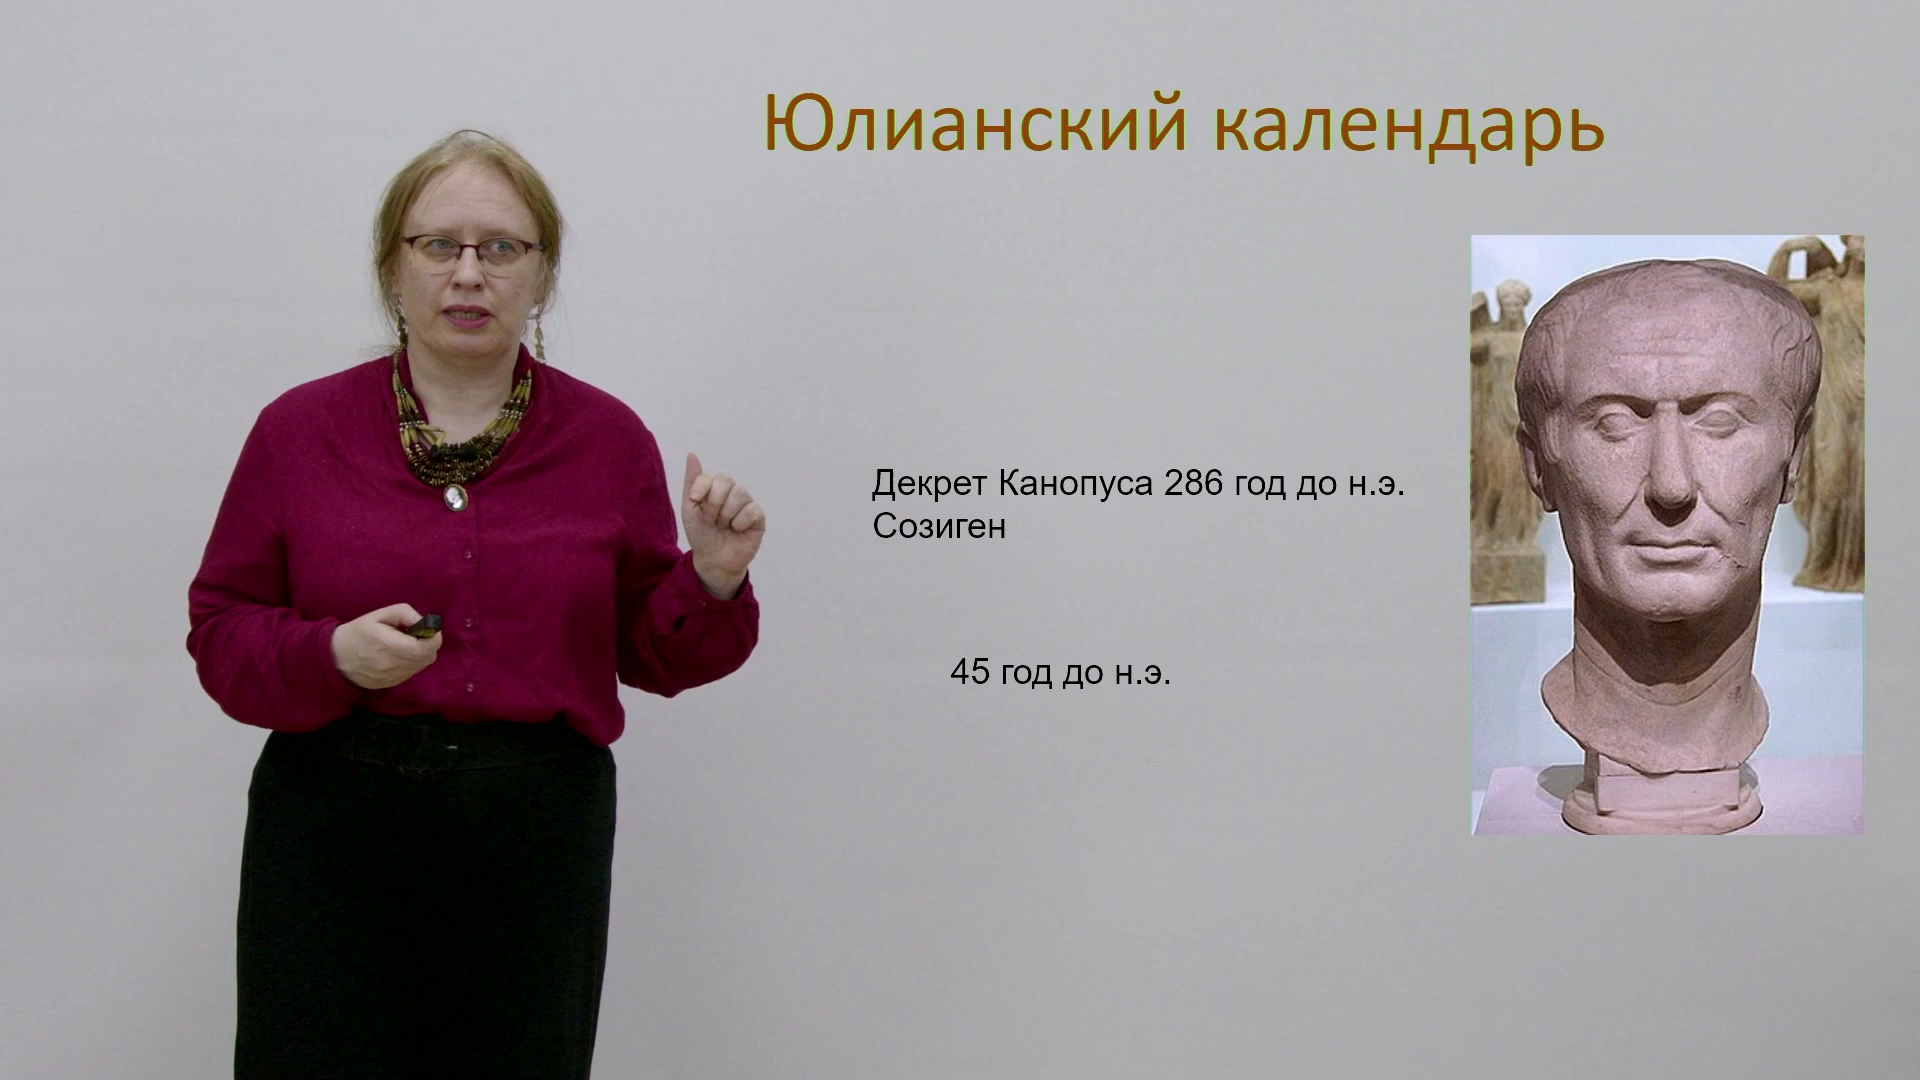 Юлианский календарь
Декрет Канопуса 286 год до н.э.
Созиген
45 год до н.э.